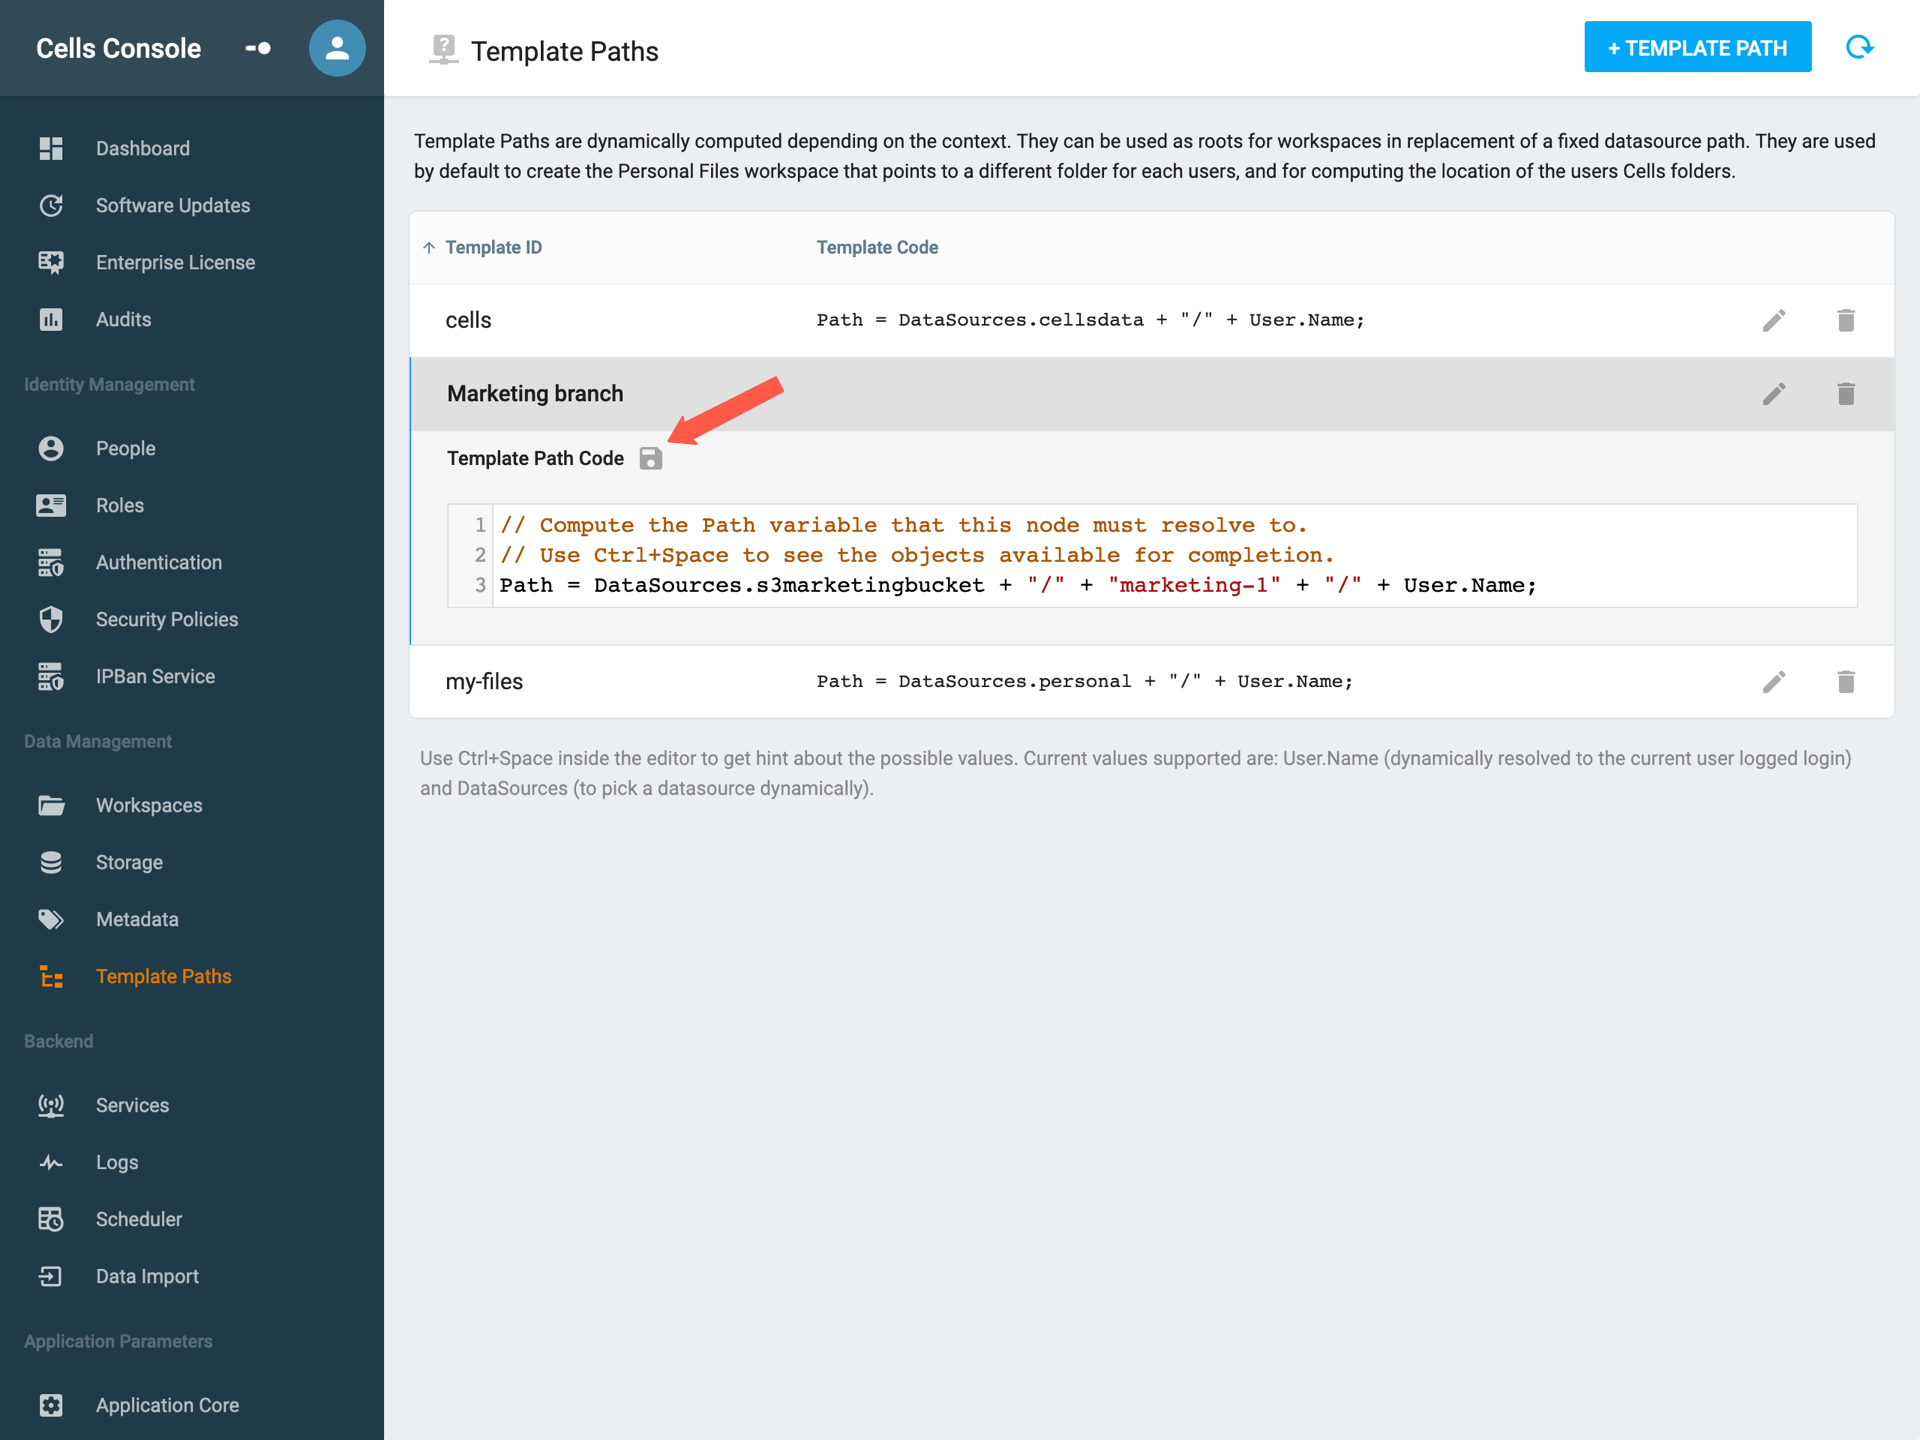 Cells Console
Dashboard
Software Updates
Enterprise License
Audits
Identity Management
People
Roles
Authentication
Security Policies
IPBan Service
Data Management
Workspaces
Storage
Metadata
Template Paths
Backend
Services
Logs
Scheduler
Data Import
Application Parameters
Application Core
? Template Paths
+ TEMPLATE PATH
Template Paths are dynamically computed depending on the context. They can be used as roots for workspaces in replacement of a fixed datasource path. They are used
by default to create the Personal Files workspace that points to a different folder for each users, and for computing the location of the users Cells folders.
Template ID Template Code
cells Path = DataSources.cellsdata + "/" + User.Name;
Marketing branch
Template Path Code
1 // Compute the Path variable that this node must resolve to.
2 // Use Ctrl+Space to see the objects available for completion.
3 Path = DataSources.s3marketingbucket + "/" + "marketing-1" + "/" + User.Name;
my-files Path = DataSources.personal + "/" + User.Name;
Use Ctrl+Space inside the editor to get hint about the possible values. Current values supported are: User.Name (dynamically resolved to the current user logged login)
and DataSources (to pick a datasource dynamically).